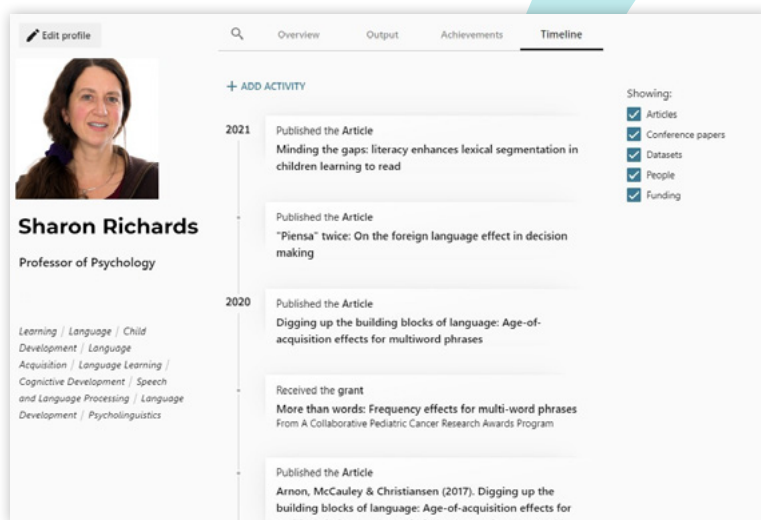 Edit profile
Overview
Output
Achievements
Timeline
+ ADD ACTIVITY
Showing:
Articles
Conference papers
Datasets
People
Funding
Sharon Richards
Professor of Psychology
Learning / Language / Child
Development / Language
Acquisition / Language Learning /
Cognictive Development / Speech
and Language Processing / Language
Development / Psycholinguistics
2021
Published the Article
Minding the gaps: literacy enhances lexical segmentation in
children learning to read
Published the Article
"Piensa" twice: On the foreign language effect in decision
making
2020
Published the Article
Digging up the building blocks of language: Age-of-
acquisition effects for multiword phrases
Received the grant
More than words: Frequency effects for multi-word phrases
From A Collaborative Pediatric Cancer Research Awards Program
Published the Article
Arnon, McCauley & Christiansen (2017). Digging up the
building blocks of language: Age-of-acquisition effects for